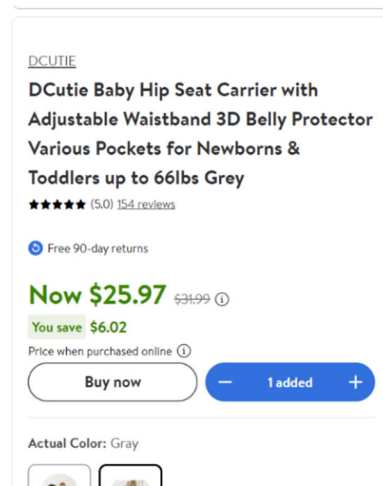 DCUTIE
DCutie Baby Hip Seat Carrier with
Adjustable Waistband 3D Belly Protector
Various Pockets for Newborns &
Toddlers up to 66lbs Grey
★★★★★ (5.0) 154 reviews
Free 90-day returns
Now $25.97 $31.99
You save $6.02
Price when purchased online
Buy now − 1 added +
Actual Color: Gray